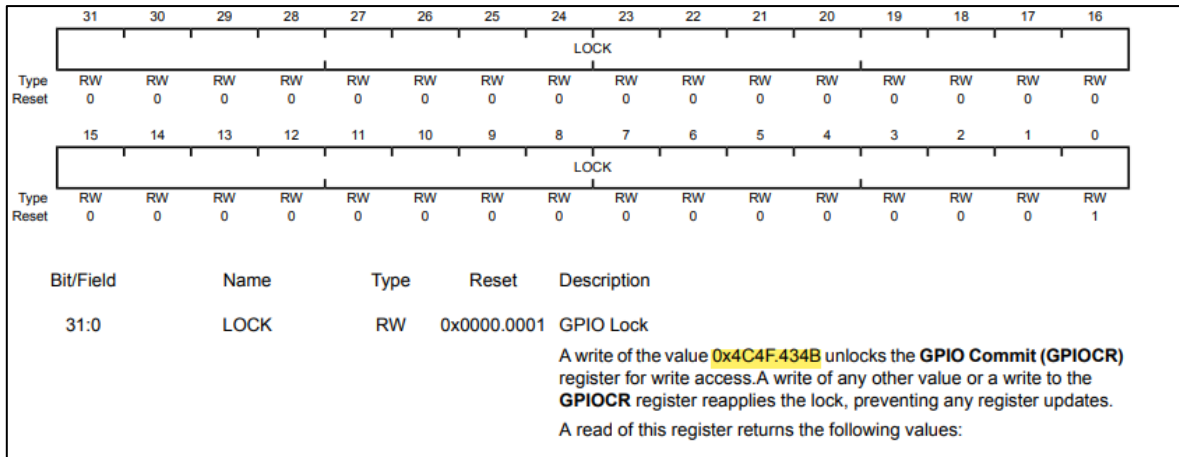 31 30 29 28 27 26 25 24 23 22 21 20 19 18 17 16
LOCK
Type RW RW RW RW RW RW RW RW RW RW RW RW RW RW RW RW
Reset 0 0 0 0 0 0 0 0 0 0 0 0 0 0 0 0
15 14 13 12 11 10 9 8 7 6 5 4 3 2 1 0
LOCK
Type RW RW RW RW RW RW RW RW RW RW RW RW RW RW RW RW
Reset 0 0 0 0 0 0 0 0 0 0 0 0 0 0 0 1
Bit/Field Name Type Reset Description
31:0 LOCK RW 0x0000.0001 GPIO Lock
A write of the value 0x4C4F.434B unlocks the GPIO Commit (GPIOCR)
register for write access.A write of any other value or a write to the
GPIOCR register reapplies the lock, preventing any register updates.
A read of this register returns the following values: